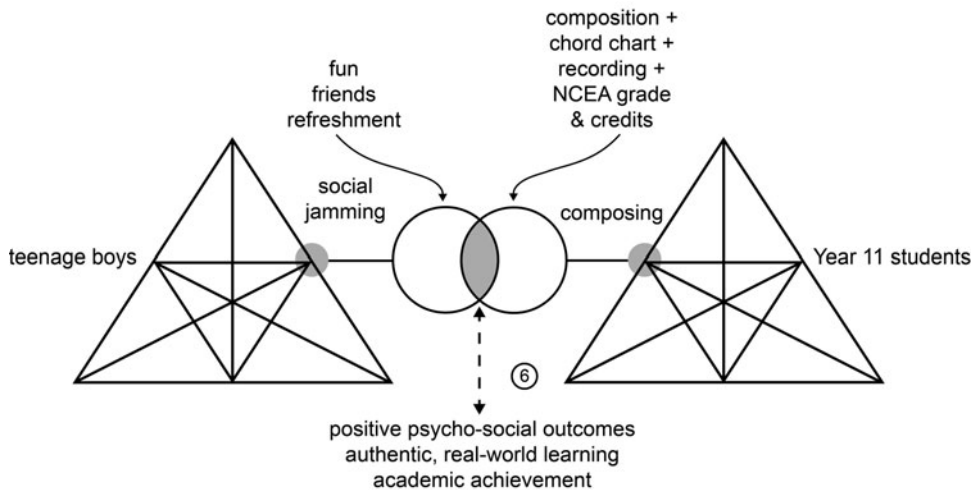 fun
friends
refreshment
composition +
chord chart +
recording +
NCEA grade
& credits
social
jamming
composing
teenage boys
Year 11 students
6
positive psycho-social outcomes
authentic, real-world learning
academic achievement